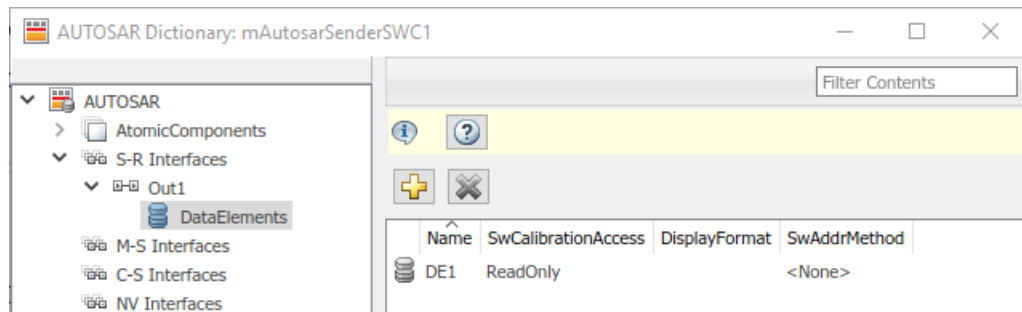 AUTOSAR Dictionary: mAutosarSenderSWC1
Filter Contents
AUTOSAR
AtomicComponents
S-R Interfaces
Out1
DataElements
M-S Interfaces
C-S Interfaces
NV Interfaces
Name SwCalibrationAccess DisplayFormat SwAddrMethod
DE1 ReadOnly <None>